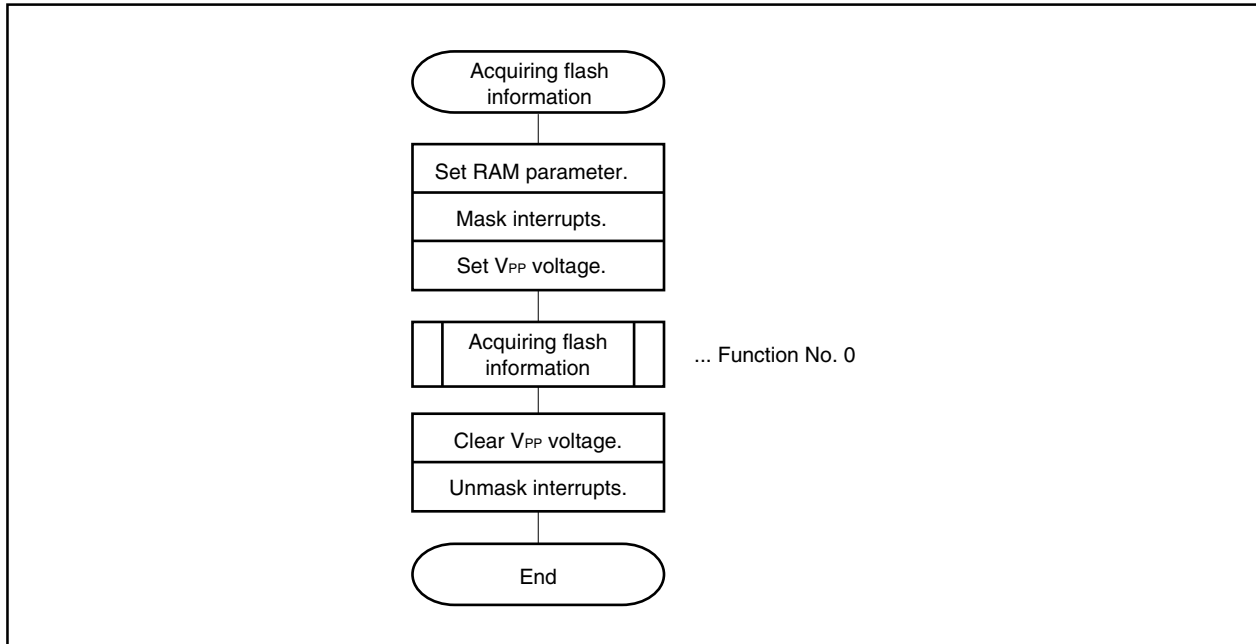 Acquiring flash
information
Set RAM parameter.
Mask interrupts.
Set VPP voltage.
Acquiring flash
information
... Function No. 0
Clear VPP voltage.
Unmask interrupts.
End